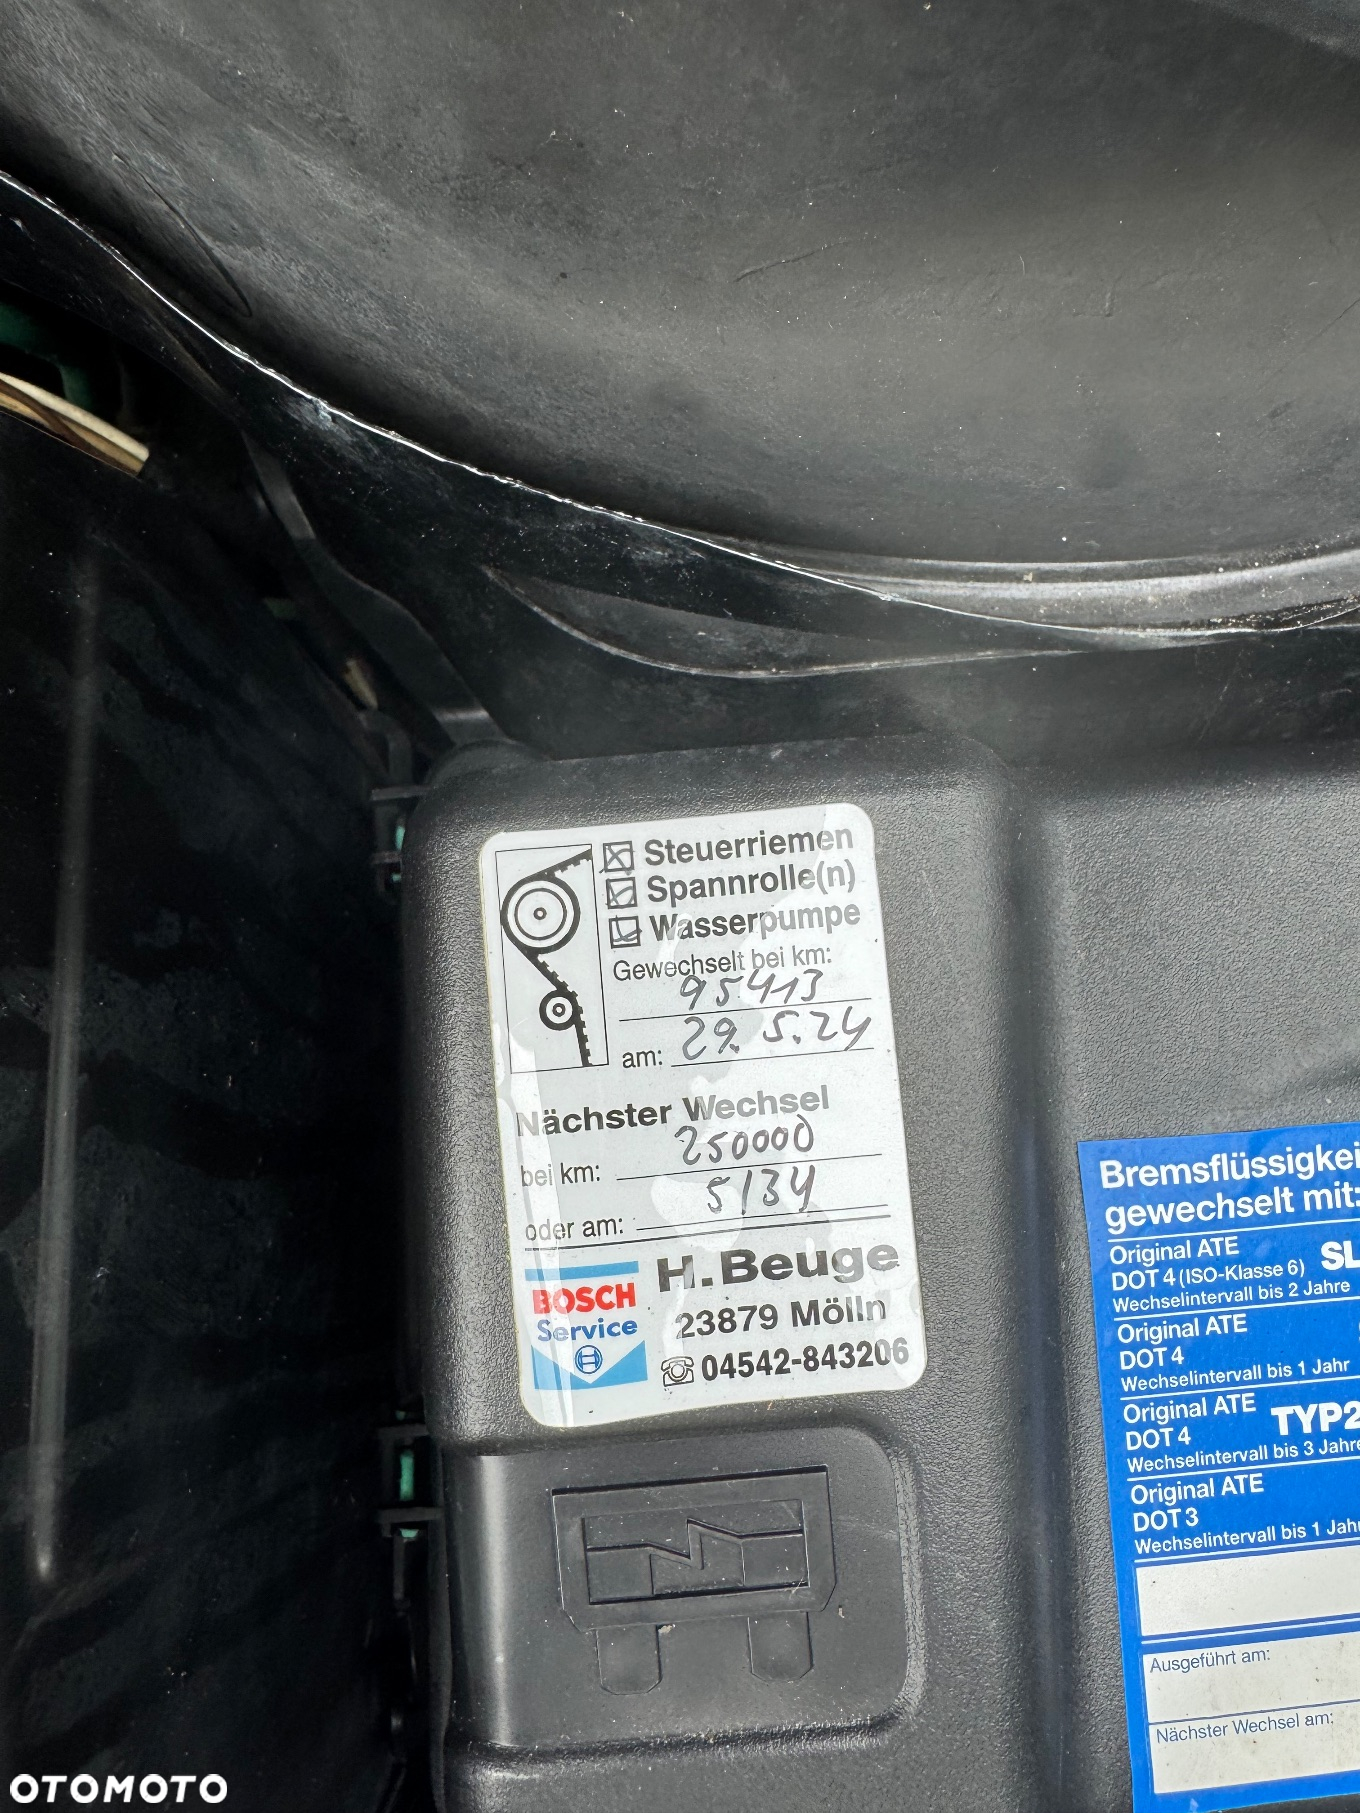 Steuerriemen
Spannrolle(n)
Wasserpumpe
Gewechselt bei km:
95413
am: 29.5.24
Nächster Wechsel
bei km: 250000
oder am: 5/34
BOSCH
Service
H. Beuge
23879 Mölln
04542-843206
Bremsflüssigkei
gewechselt mit:
Original ATE
DOT 4 (ISO-Klasse 6) SL
Wechselintervall bis 2 Jahre
Original ATE
DOT 4
Wechselintervall bis 1 Jahr
Original ATE
DOT 4 TYP2
Wechselintervall bis 3 Jahre
Original ATE
DOT 3
Wechselintervall bis 1 Jahr
Ausgeführt am:
Nächster Wechsel am:
OTOMOTO